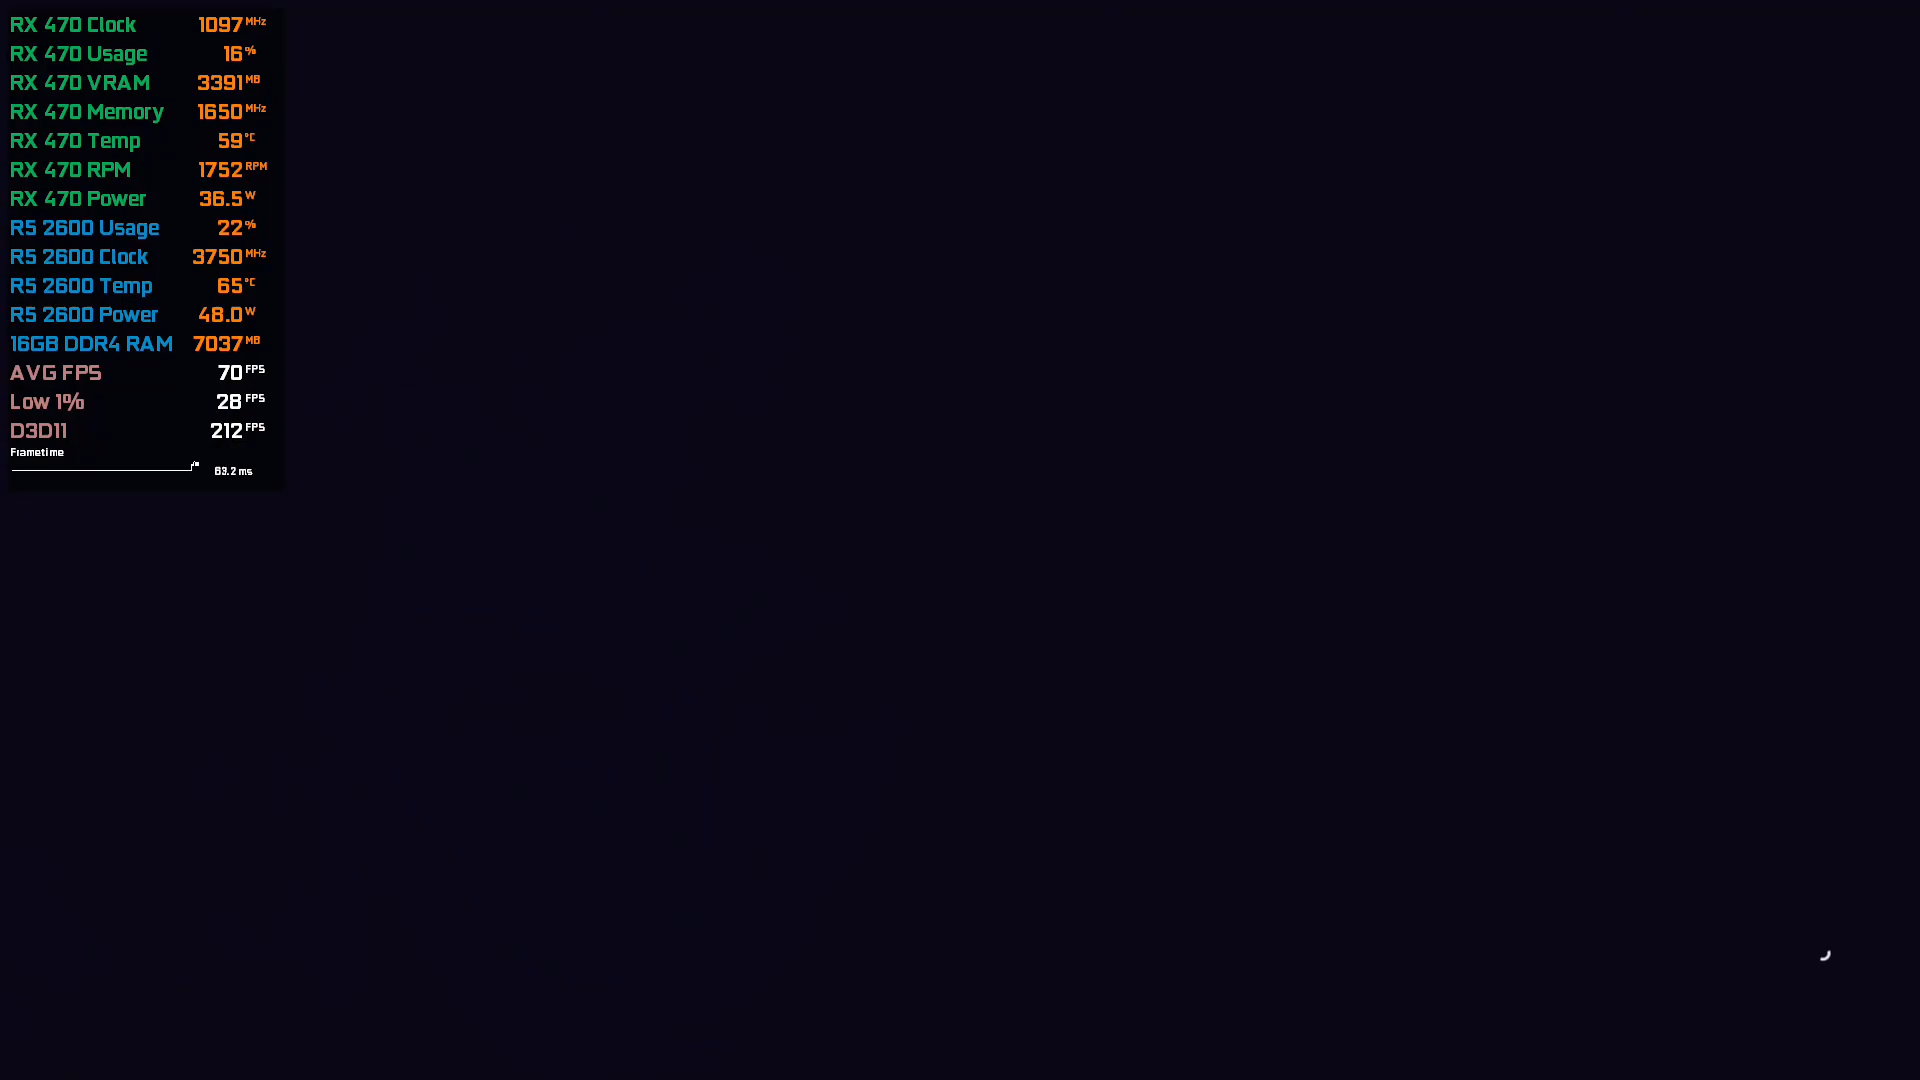 RX 470 Clock 1097 MHz
RX 470 Usage 16 %
RX 470 VRAM 3391 MB
RX 470 Memory 1650 MHz
RX 470 Temp 59 °C
RX 470 RPM 1752 RPM
RX 470 Power 36.5 W
R5 2600 Usage 22 %
R5 2600 Clock 3750 MHz
R5 2600 Temp 65 °C
R5 2600 Power 48.0 W
16GB DDR4 RAM 7037 MB
AVG FPS 70 FPS
Low 1% 28 FPS
D3D11 212 FPS
Frametime
63.2 ms